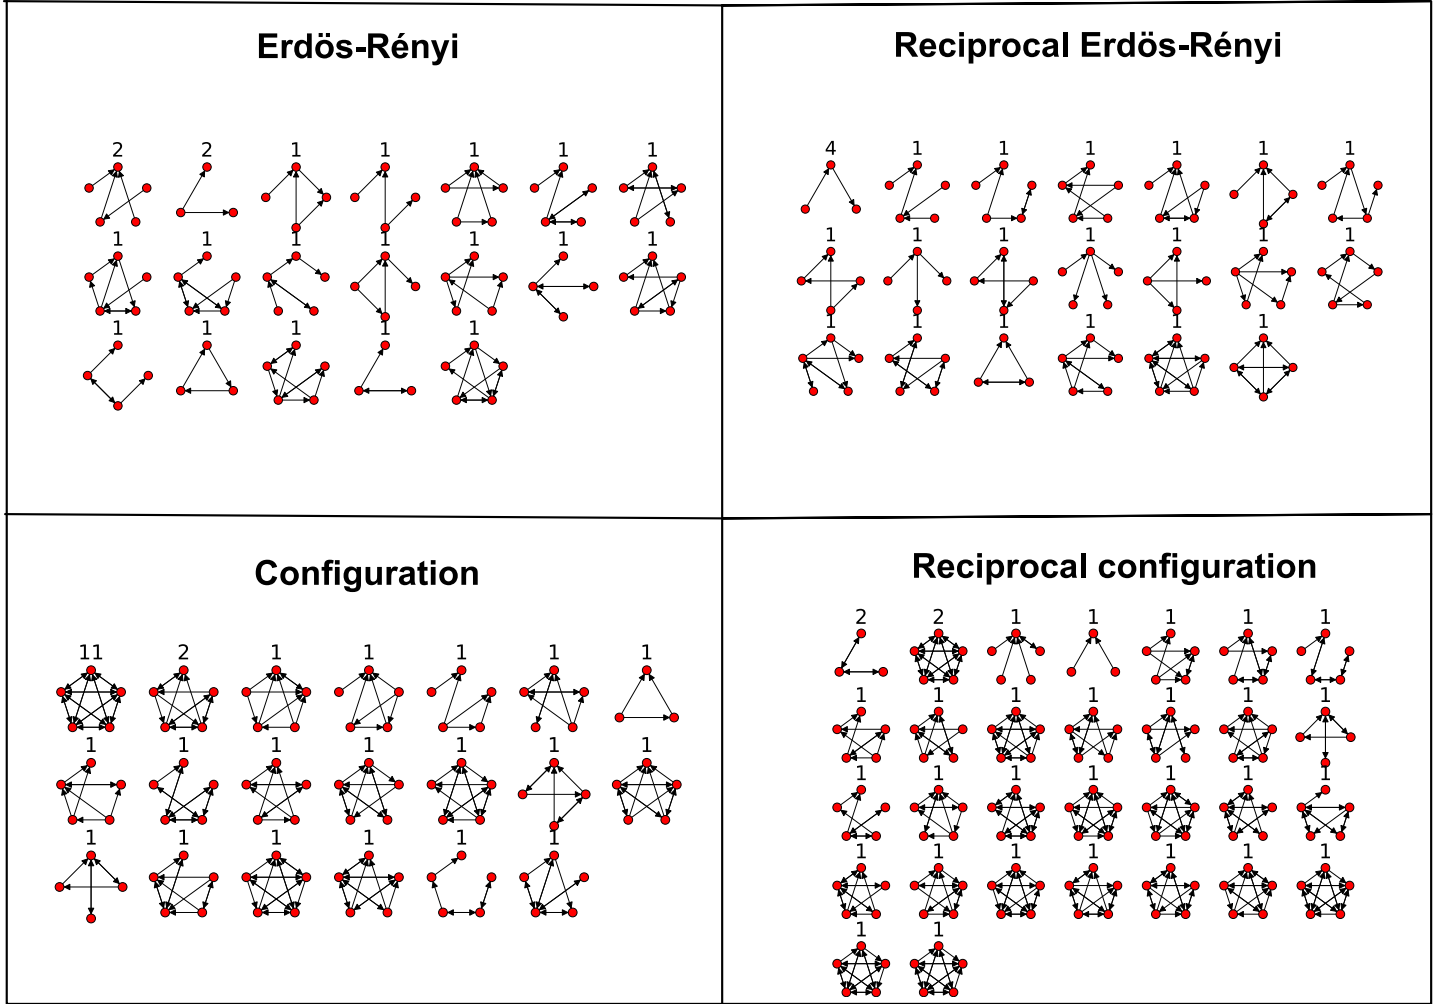 Erdös-Rényi
2 2 1 1 1 1 1
1 1 1 1 1 1 1
1 1 1 1 1
Reciprocal Erdös-Rényi
4 1 1 1 1 1 1
1 1 1 1 1 1 1
1 1 1 1 1 1
Configuration
11 2 1 1 1 1 1
1 1 1 1 1 1 1
1 1 1 1 1 1
Reciprocal configuration
2 2 1 1 1 1 1
1 1 1 1 1 1 1
1 1 1 1 1 1 1
1 1 1 1 1 1 1
1 1